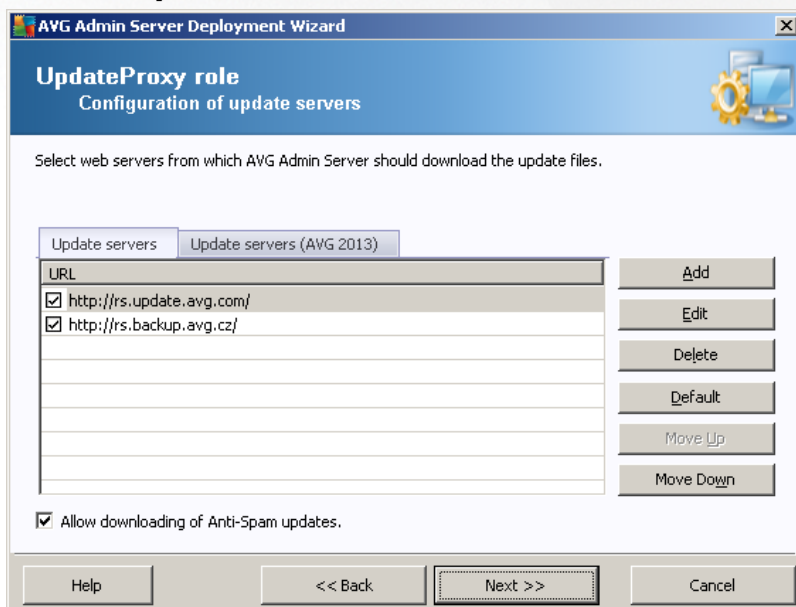 AVG Admin Server Deployment Wizard
UpdateProxy role
Configuration of update servers
Select web servers from which AVG Admin Server should download the update files.
Update servers Update servers (AVG 2013)
URL
http://rs.update.avg.com/
http://rs.backup.avg.cz/
Add
Edit
Delete
Default
Move Up
Move Down
Allow downloading of Anti-Spam updates.
Help << Back Next >> Cancel